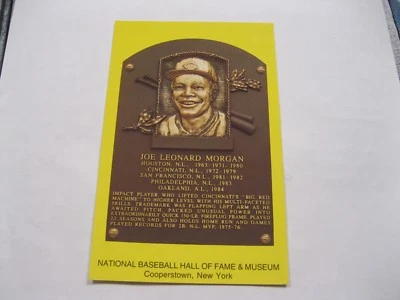 JOE LEONARD MORGAN
HOUSTON, N.L., 1963-1971, 1980
CINCINNATI, N.L., 1972-1979
SAN FRANCISCO, N.L., 1981-1982
PHILADELPHIA, N.L., 1983
OAKLAND, A.L., 1984
IMPACT PLAYER WHO LIFTED CINCINNATI'S "BIG RED
MACHINE" TO HIGHER LEVEL WITH HIS MULTI-FACETED
SKILLS. TRADEMARK WAS FLAPPING LEFT ARM AS HE
AWAITED PITCH. PACKED UNUSUAL POWER INTO
EXTRAORDINARILY QUICK 150-LB. FIREPLUG FRAME. PLAYED
22 SEASONS AND ALSO HOLDS HOME RUN AND GAMES
PLAYED RECORDS FOR 2B. N.L. MVP, 1975-76.
NATIONAL BASEBALL HALL OF FAME & MUSEUM
Cooperstown, New York